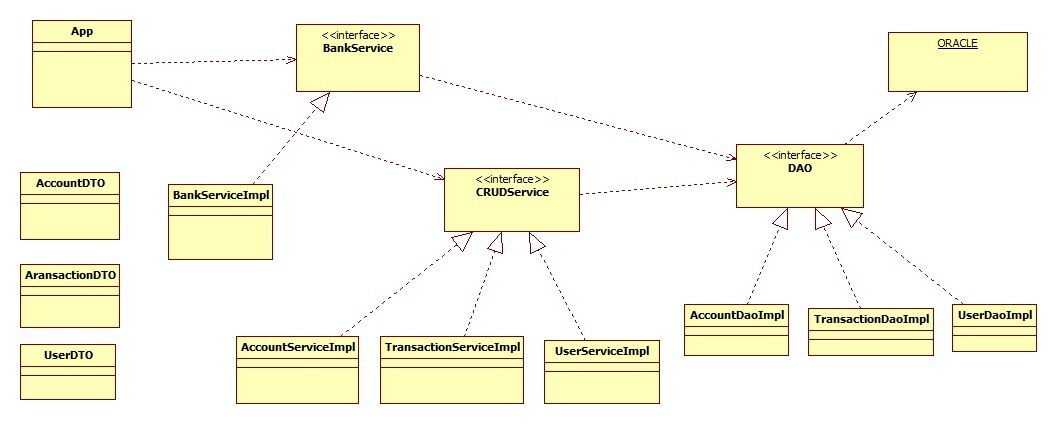 App
<<interface>>
BankService
ORACLE
<<interface>>
DAO
<<interface>>
CRUDService
AccountDTO
BankServiceImpl
AransactionDTO
AccountDaoImpl
TransactionDaoImpl
UserDaoImpl
UserDTO
AccountServiceImpl
TransactionServiceImpl
UserServiceImpl